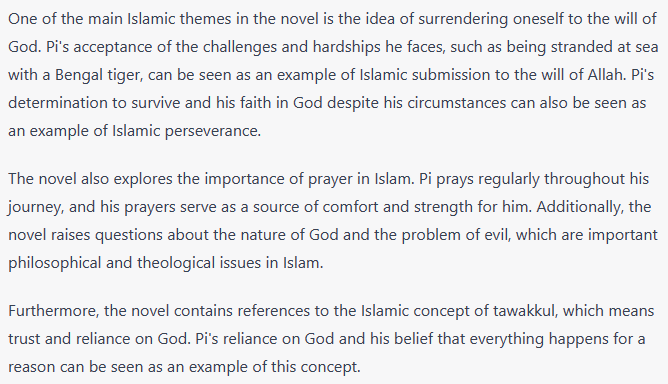 One of the main Islamic themes in the novel is the idea of surrendering oneself to the will of
God. Pi's acceptance of the challenges and hardships he faces, such as being stranded at sea
with a Bengal tiger, can be seen as an example of Islamic submission to the will of Allah. Pi's
determination to survive and his faith in God despite his circumstances can also be seen as
an example of Islamic perseverance.
The novel also explores the importance of prayer in Islam. Pi prays regularly throughout his
journey, and his prayers serve as a source of comfort and strength for him. Additionally, the
novel raises questions about the nature of God and the problem of evil, which are important
philosophical and theological issues in Islam.
Furthermore, the novel contains references to the Islamic concept of tawakkul, which means
trust and reliance on God. Pi's reliance on God and his belief that everything happens for a
reason can be seen as an example of this concept.